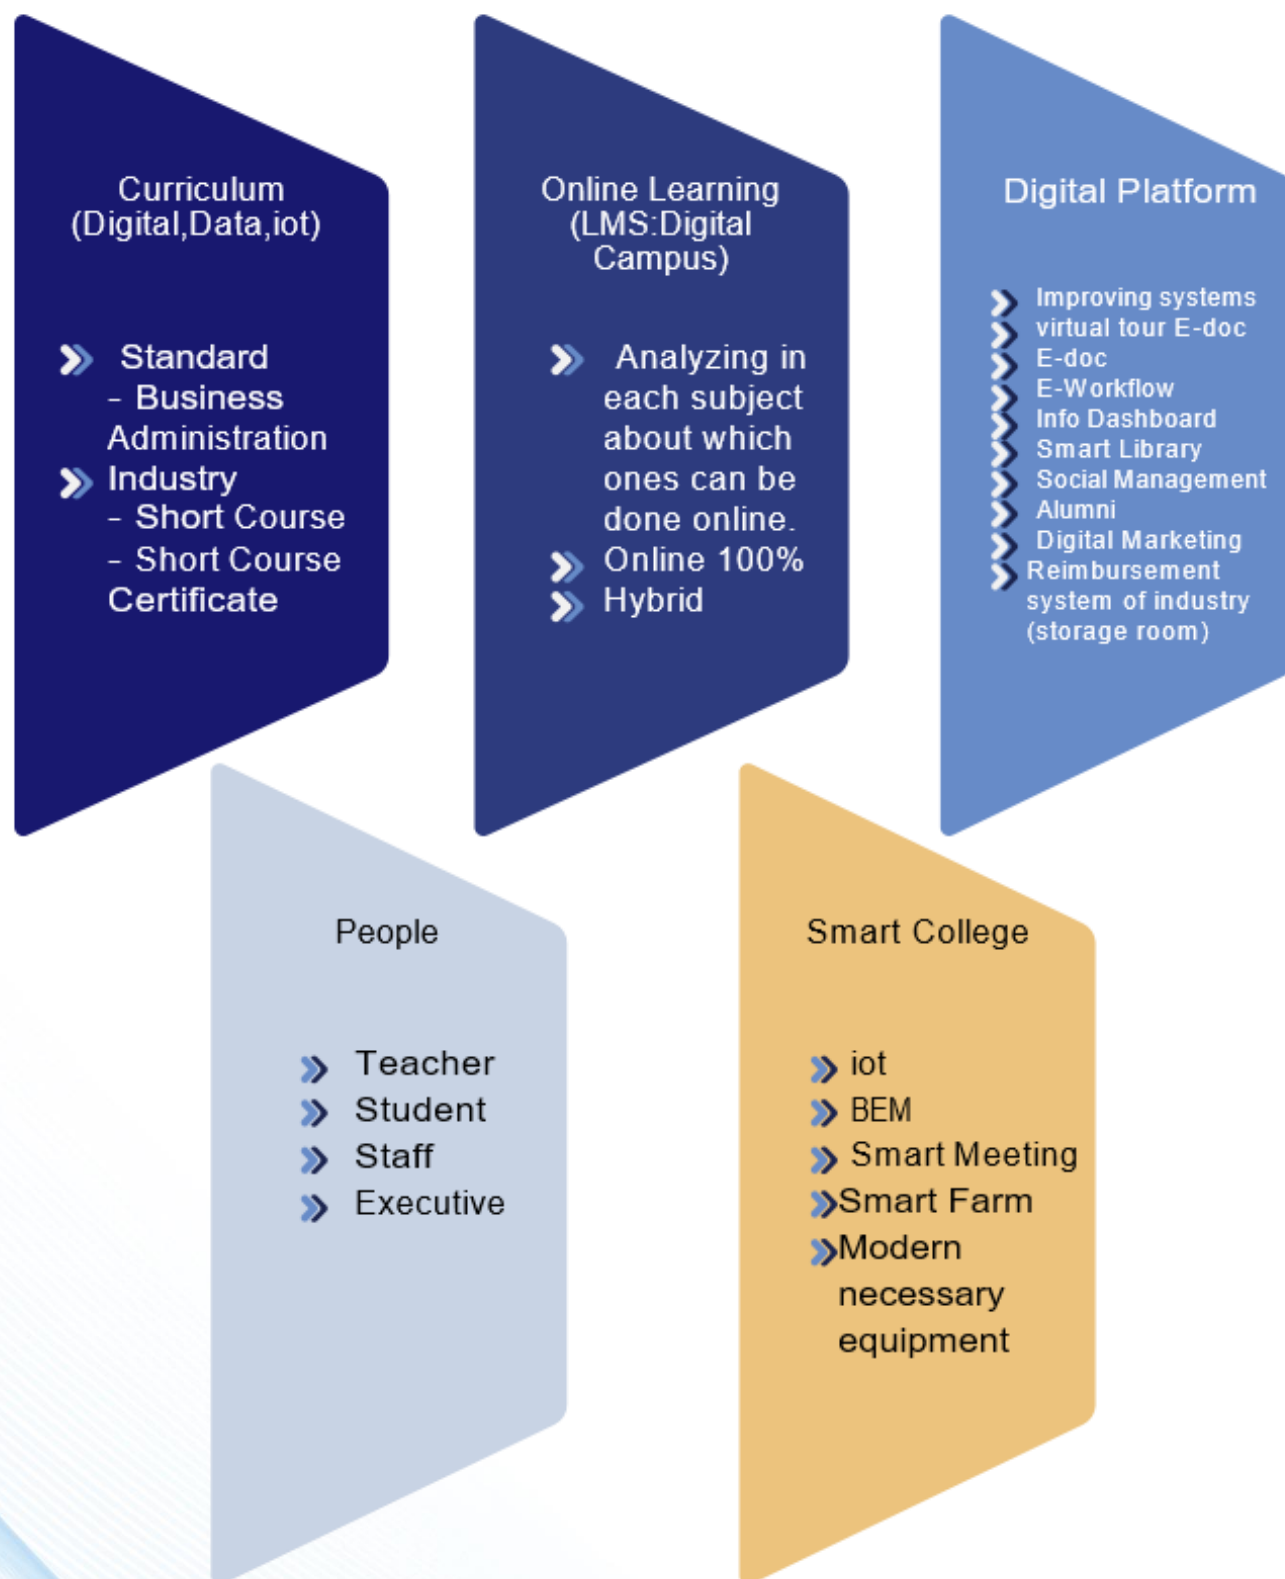 Curriculum
(Digital,Data,iot)
Standard
- Business
Administration
Industry
- Short Course
- Short Course
Certificate
Online Learning
(LMS:Digital
Campus)
Analyzing in
each subject
about which
ones can be
done online.
Online 100%
Hybrid
Digital Platform
Improving systems
virtual tour E-doc
E-doc
E-Workflow
Info Dashboard
Smart Library
Social Management
Alumni
Digital Marketing
Reimbursement
system of industry
(storage room)
People
Teacher
Student
Staff
Executive
Smart College
iot
BEM
Smart Meeting
Smart Farm
Modern
necessary
equipment